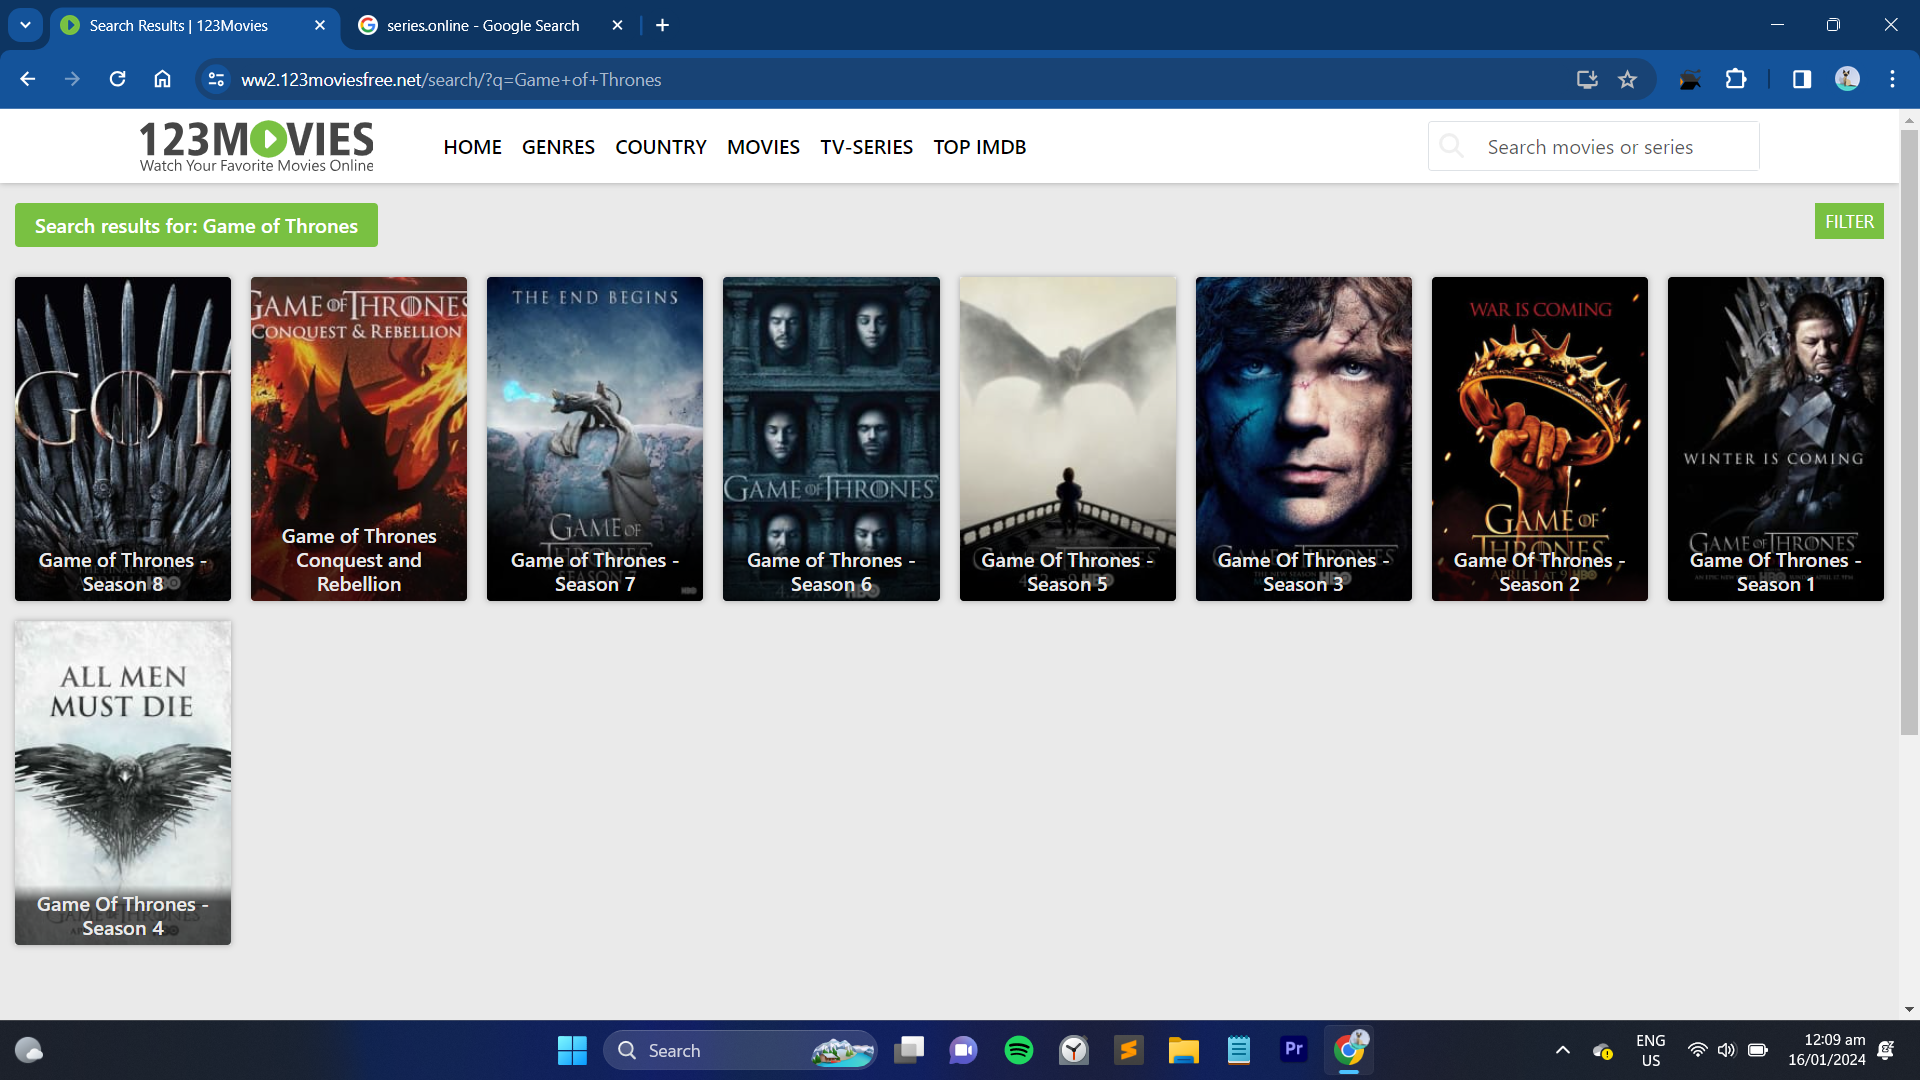 Search Results | 123Movies
series.online - Google Search
ww2.123moviesfree.net/search/?q=Game+of+Thrones
123MOVIES
Watch Your Favorite Movies Online
HOME
GENRES
COUNTRY
MOVIES
TV-SERIES
TOP IMDB
Search movies or series
Search results for: Game of Thrones
FILTER
GOT
Game of Thrones -
Season 8
GAME OF THRONES
CONQUEST & REBELLION
Game of Thrones
Conquest and
Rebellion
THE END BEGINS
GAME OF
THRONES
Game of Thrones -
Season 7
GAME OF THRONES
Game of Thrones -
Season 6
Game Of Thrones -
Season 5
Game Of Thrones -
Season 3
WAR IS COMING
GAME OF
THRONES
Game Of Thrones -
Season 2
WINTER IS COMING
GAME OF THRONES
Game Of Thrones -
Season 1
ALL MEN
MUST DIE
Game Of Thrones -
Season 4
Search
Pr
ENG
US
12:09 am
16/01/2024